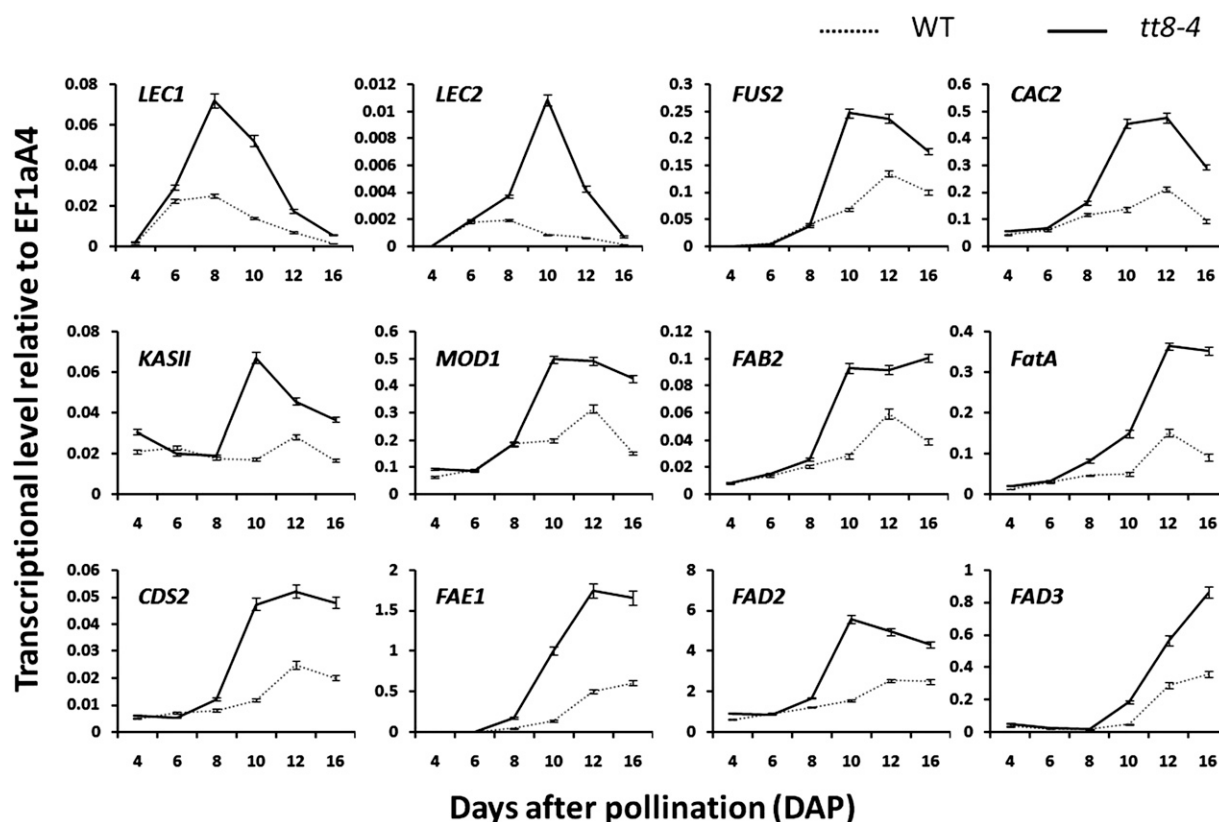 WT tt8-4
Transcriptional level relative to EF1aA4
LEC1
0.08
0.06
0.04
0.02
0
4 6 8 10 12 16
LEC2
0.012
0.01
0.008
0.006
0.004
0.002
0
4 6 8 10 12 16
FUS2
0.3
0.25
0.2
0.15
0.1
0.05
0
4 6 8 10 12 16
CAC2
0.6
0.5
0.4
0.3
0.2
0.1
0
4 6 8 10 12 16
KASII
0.08
0.06
0.04
0.02
0
4 6 8 10 12 16
MOD1
0.6
0.5
0.4
0.3
0.2
0.1
0
4 6 8 10 12 16
FAB2
0.12
0.1
0.08
0.06
0.04
0.02
0
4 6 8 10 12 16
FatA
0.4
0.3
0.2
0.1
0
4 6 8 10 12 16
CDS2
0.06
0.05
0.04
0.03
0.02
0.01
0
4 6 8 10 12 16
FAE1
2
1.5
1
0.5
0
4 6 8 10 12 16
FAD2
8
6
4
2
0
4 6 8 10 12 16
FAD3
1
0.8
0.6
0.4
0.2
0
4 6 8 10 12 16
Days after pollination (DAP)